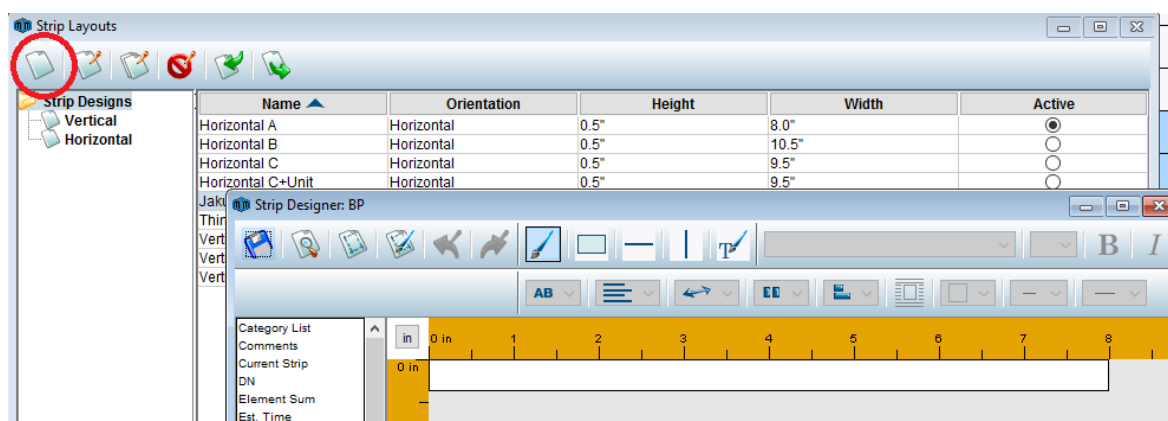 Strip Layouts
Strip Designs
Vertical
Horizontal
Name Orientation Height Width Active
Horizontal A Horizontal 0.5" 8.0"
Horizontal B Horizontal 0.5" 10.5"
Horizontal C Horizontal 0.5" 9.5"
Horizontal C+Unit Horizontal 0.5" 9.5"
Strip Designer: BP
T B I
AB
Category List
Comments
Current Strip
DN
Element Sum
Est. Time
in 0 in 1 2 3 4 5 6 7 8
0 in